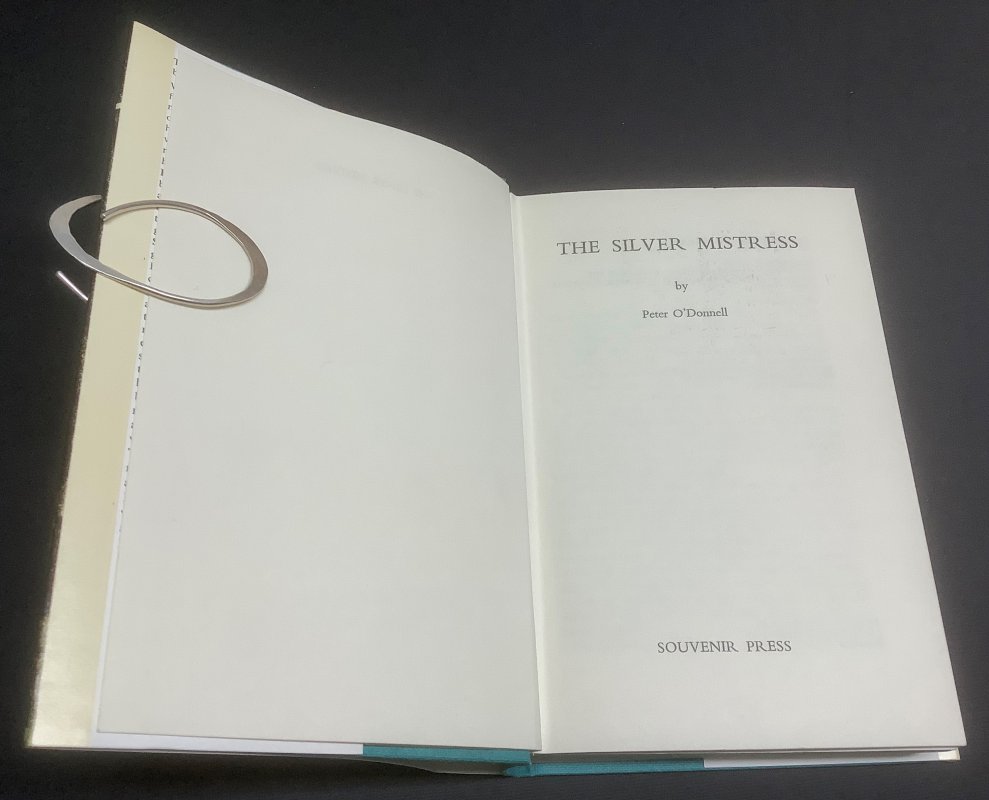 THE SILVER MISTRESS
by
Peter O'Donnell
SOUVENIR PRESS